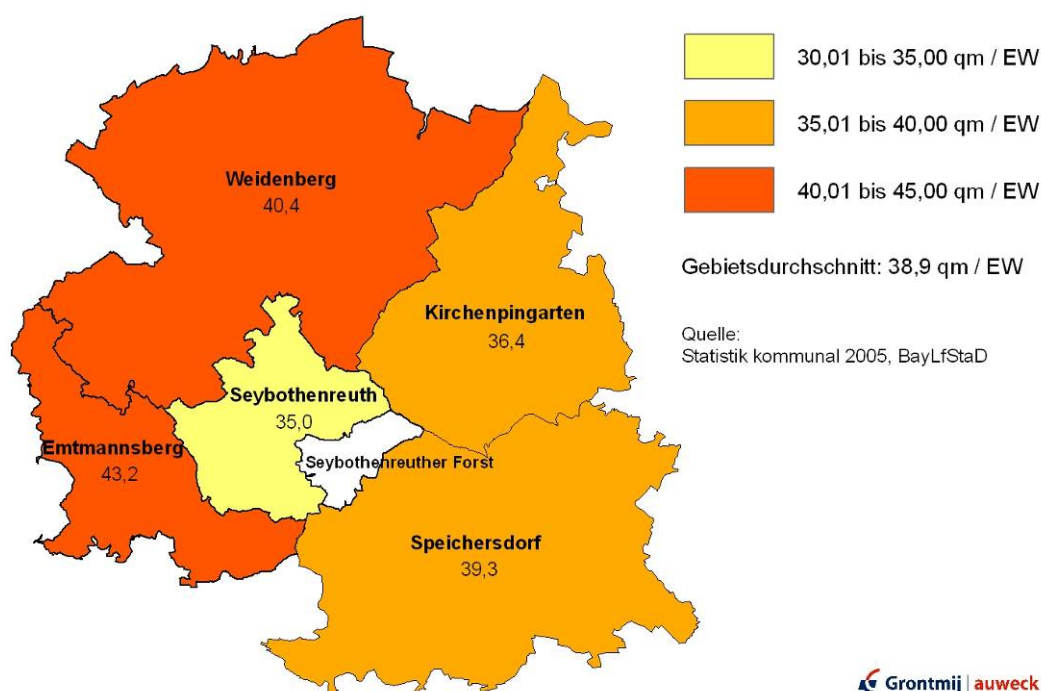 30,01 bis 35,00 qm / EW
35,01 bis 40,00 qm / EW
40,01 bis 45,00 qm / EW
Gebietsdurchschnitt: 38,9 qm / EW
Quelle:
Statistik kommunal 2005, BayLfStaD
Weidenberg
40,4
Kirchenpingarten
36,4
Seybothenreuth
35,0
Emtmannsberg
43,2
Seybothenreuther Forst
Speichersdorf
39,3
Grontmij | auweck